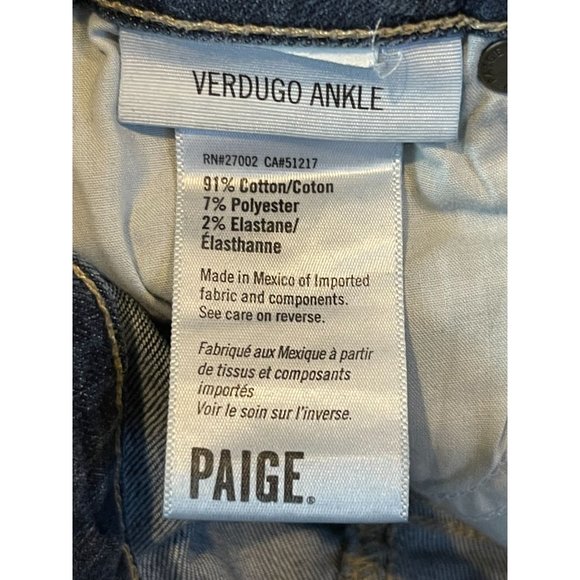 VERDUGO ANKLE
RN#27002 CA#51217
91% Cotton/Coton
7% Polyester
2% Elastane/
Élasthanne
Made in Mexico of Imported
fabric and components.
See care on reverse.
Fabriqué aux Mexique à partir
de tissus et composants
importés
Voir le soin sur l'inverse.
PAIGE®